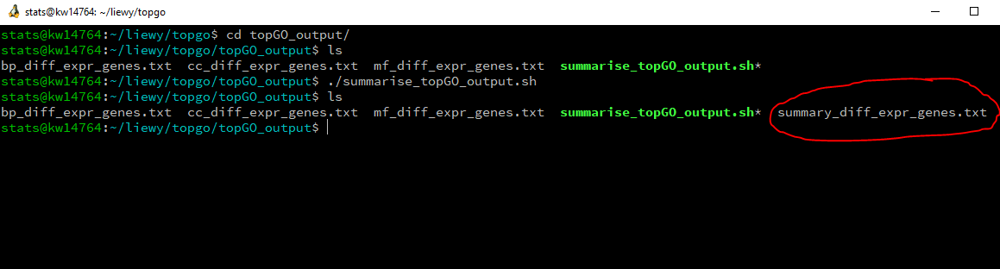 stats@kw14764: ~/liewy/topgo
stats@kw14764:~/liewy/topgo$ cd topGO_output/
stats@kw14764:~/liewy/topgo/topGO_output$ ls
bp_diff_expr_genes.txt  cc_diff_expr_genes.txt  mf_diff_expr_genes.txt  summarise_topGO_output.sh*
stats@kw14764:~/liewy/topgo/topGO_output$ ./summarise_topGO_output.sh
stats@kw14764:~/liewy/topgo/topGO_output$ ls
bp_diff_expr_genes.txt  cc_diff_expr_genes.txt  mf_diff_expr_genes.txt  summarise_topGO_output.sh*  summary_diff_expr_genes.txt
stats@kw14764:~/liewy/topgo/topGO_output$